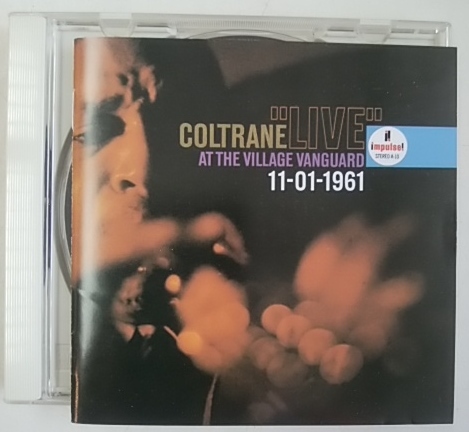 COLTRANE "LIVE"
AT THE VILLAGE VANGUARD
11-01-1961
impulse!
STEREO A-10